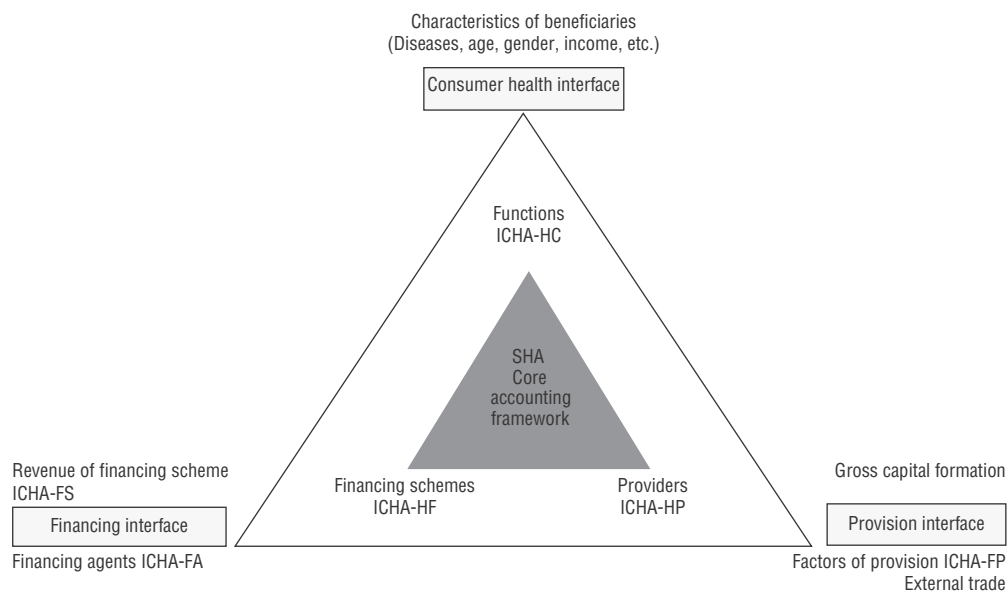 Characteristics of beneficiaries
(Diseases, age, gender, income, etc.)
Consumer health interface
Functions
ICHA-HC
SHA
Core
accounting
framework
Revenue of financing scheme
ICHA-FS
Financing interface
Financing agents ICHA-FA
Financing schemes
ICHA-HF
Providers
ICHA-HP
Gross capital formation
Provision interface
Factors of provision ICHA-FP
External trade